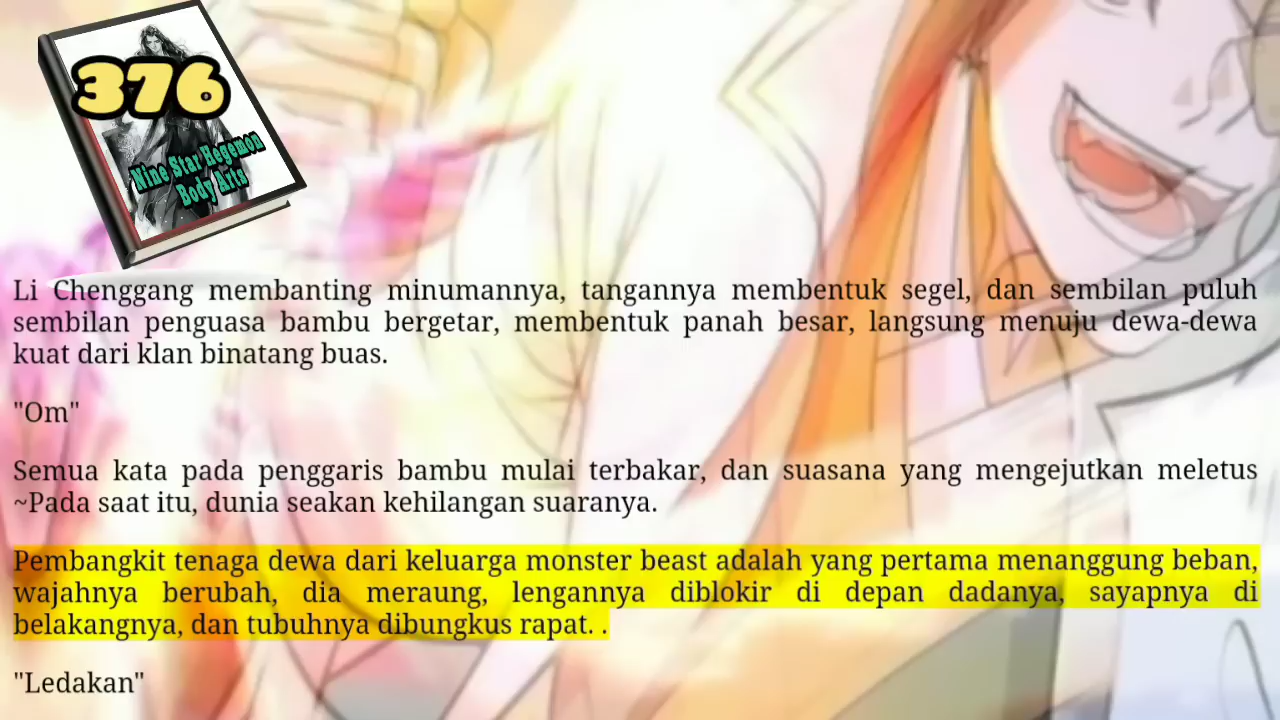 376
Nine Star Hegemon
Body Arts
Li Chenggang membanting minumannya, tangannya membentuk segel, dan sembilan puluh
sembilan penguasa bambu bergetar, membentuk panah besar, langsung menuju dewa-dewa
kuat dari klan binatang buas.
"Om"
Semua kata pada penggaris bambu mulai terbakar, dan suasana yang mengejutkan meletus
~Pada saat itu, dunia seakan kehilangan suaranya.
Pembangkit tenaga dewa dari keluarga monster beast adalah yang pertama menanggung beban,
wajahnya berubah, dia meraung, lengannya diblokir di depan dadanya, sayapnya di
belakangnya, dan tubuhnya dibungkus rapat. .
"Ledakan"